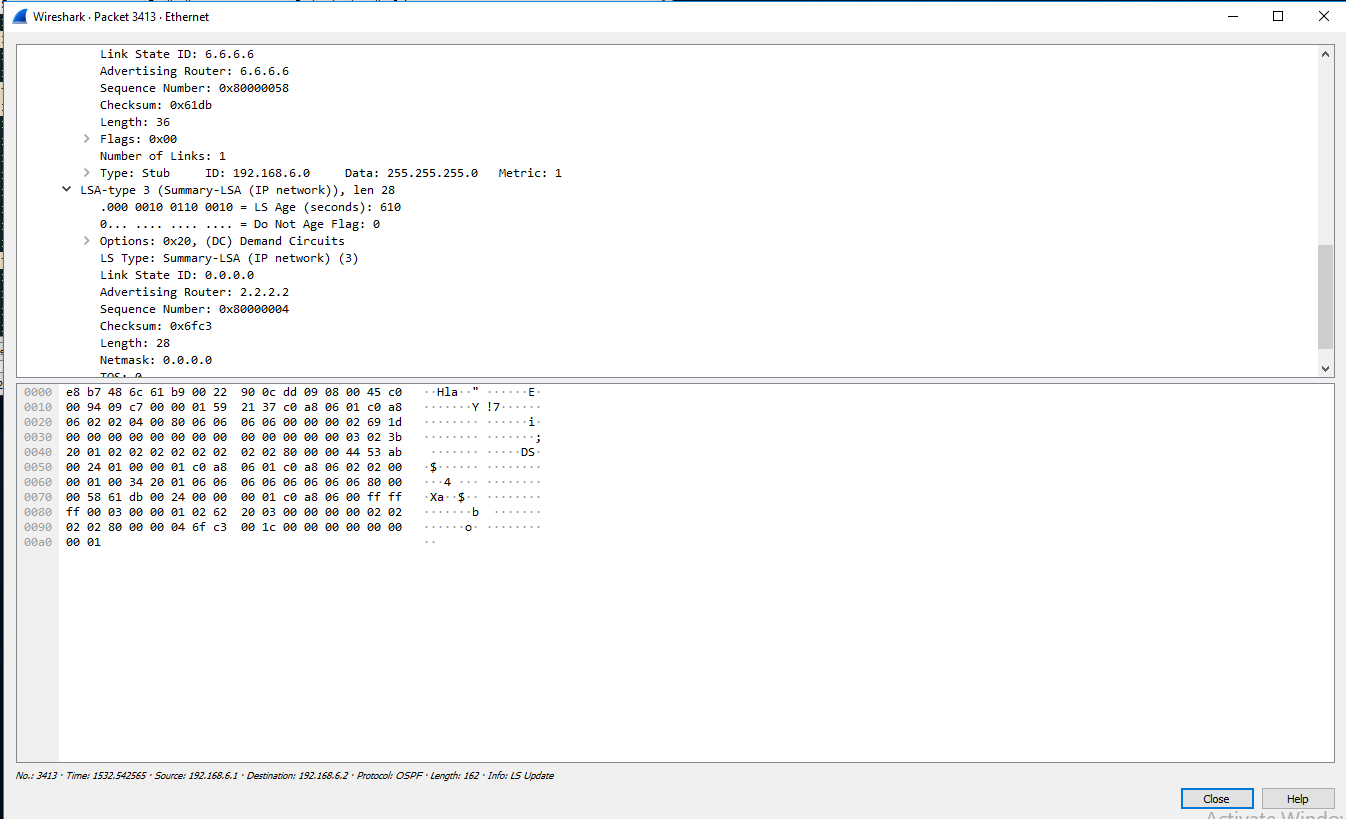 Wireshark · Packet 3413 · Ethernet
Link State ID: 6.6.6.6
Advertising Router: 6.6.6.6
Sequence Number: 0x80000058
Checksum: 0x61db
Length: 36
Flags: 0x00
Number of Links: 1
Type: Stub ID: 192.168.6.0 Data: 255.255.255.0 Metric: 1
LSA-type 3 (Summary-LSA (IP network)), len 28
.000 0010 0110 0010 = LS Age (seconds): 610
0... .... .... .... = Do Not Age Flag: 0
Options: 0x20, (DC) Demand Circuits
LS Type: Summary-LSA (IP network) (3)
Link State ID: 0.0.0.0
Advertising Router: 2.2.2.2
Sequence Number: 0x80000004
Checksum: 0x6fc3
Length: 28
Netmask: 0.0.0.0
TOS: 0
0000 e8 b7 48 6c 61 b9 00 22 90 0c dd 09 08 00 45 c0 ··Hla··" ······E·
0010 00 94 09 c7 00 00 01 59 21 37 c0 a8 06 01 c0 a8 ·······Y !7······
0020 06 02 02 04 00 80 06 06 06 06 00 00 00 02 69 1d ········ ······i·
0030 00 00 00 00 00 00 00 00 00 00 00 00 00 03 02 3b ········ ·······;
0040 20 01 02 02 02 02 02 02 02 02 80 00 00 44 53 ab ······· ·····DS·
0050 00 24 01 00 00 01 c0 a8 06 01 c0 a8 06 02 02 00 ·$······ ········
0060 00 01 00 34 20 01 06 06 06 06 06 06 06 06 80 00 ···4 ··· ········
0070 00 58 61 db 00 24 00 00 00 01 c0 a8 06 00 ff ff ·Xa··$·· ········
0080 ff 00 03 00 00 01 02 62 20 03 00 00 00 00 02 02 ·······b ·······
0090 02 02 80 00 00 04 6f c3 00 1c 00 00 00 00 00 00 ······o· ········
00a0 00 01 ··
No.: 3413 · Time: 1532.542565 · Source: 192.168.6.1 · Destination: 192.168.6.2 · Protocol: OSPF · Length: 162 · Info: LS Update
Close Help
Activate Window